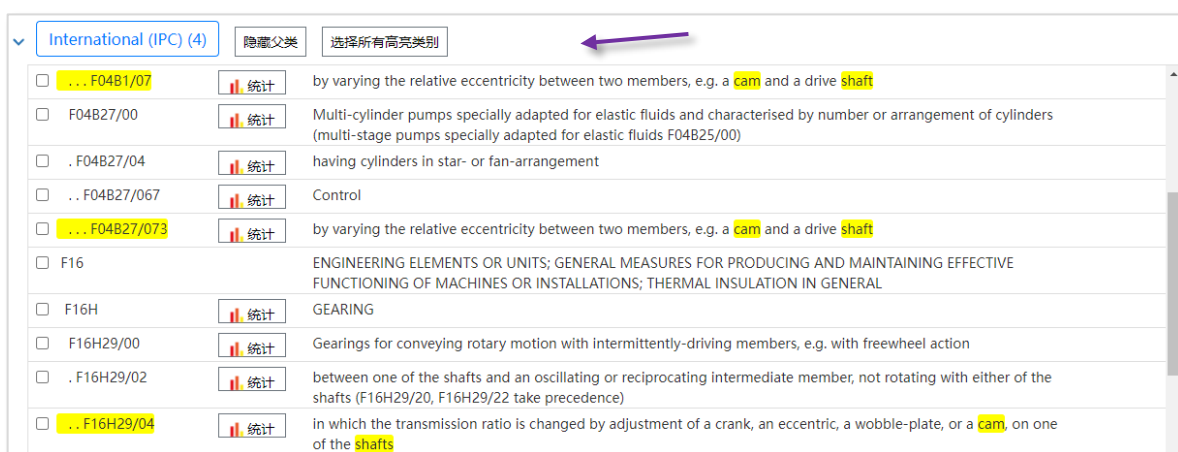 International (IPC) (4) 隐藏父类 选择所有高亮类别
... F04B1/07 统计 by varying the relative eccentricity between two members, e.g. a cam and a drive shaft
F04B27/00 统计 Multi-cylinder pumps specially adapted for elastic fluids and characterised by number or arrangement of cylinders
(multi-stage pumps specially adapted for elastic fluids F04B25/00)
. F04B27/04 统计 having cylinders in star- or fan-arrangement
. . F04B27/067 统计 Control
... F04B27/073 统计 by varying the relative eccentricity between two members, e.g. a cam and a drive shaft
F16 ENGINEERING ELEMENTS OR UNITS; GENERAL MEASURES FOR PRODUCING AND MAINTAINING EFFECTIVE
FUNCTIONING OF MACHINES OR INSTALLATIONS; THERMAL INSULATION IN GENERAL
F16H 统计 GEARING
F16H29/00 统计 Gearings for conveying rotary motion with intermittently-driving members, e.g. with freewheel action
. F16H29/02 统计 between one of the shafts and an oscillating or reciprocating intermediate member, not rotating with either of the
shafts (F16H29/20, F16H29/22 take precedence)
. . F16H29/04 统计 in which the transmission ratio is changed by adjustment of a crank, an eccentric, a wobble-plate, or a cam, on one
of the shafts